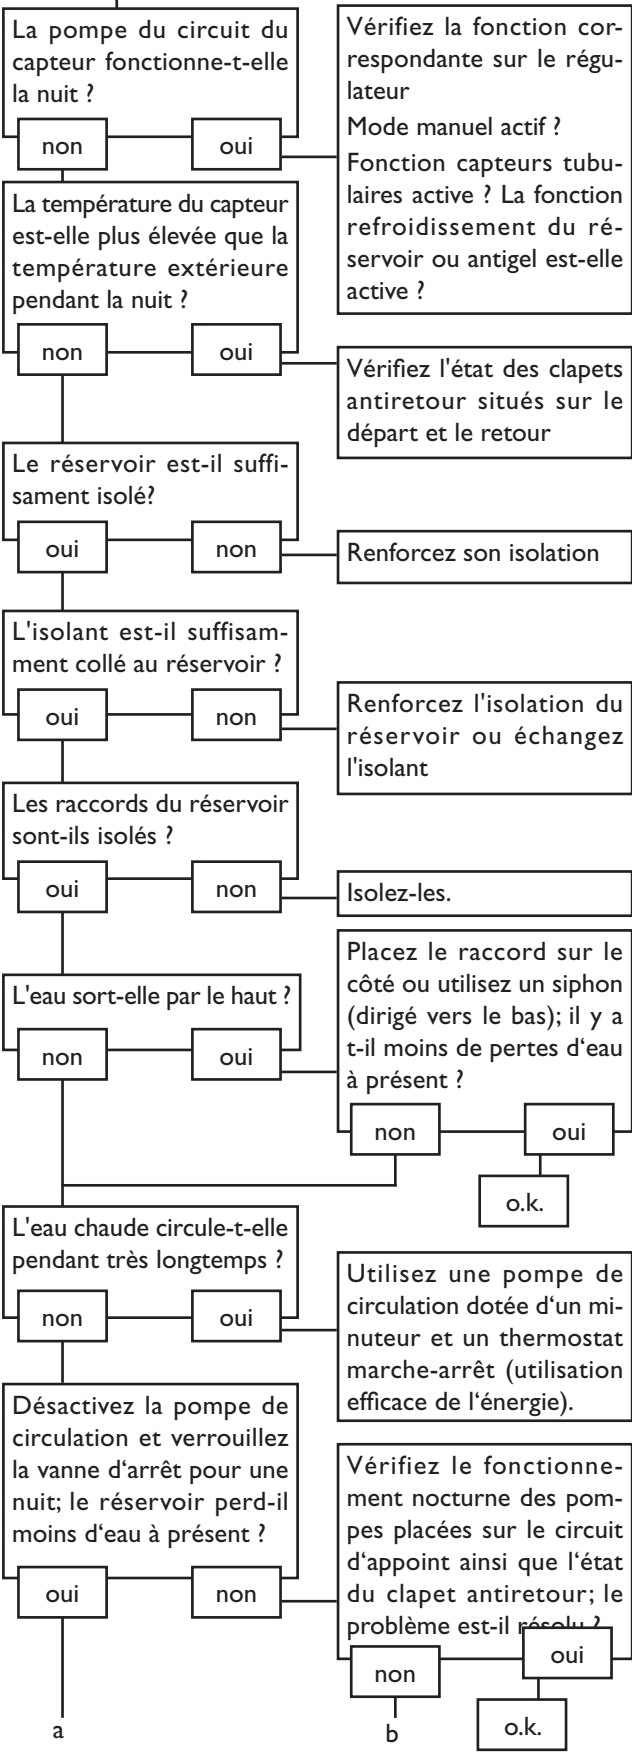 La pompe du circuit du
capteur fonctionne-t-elle
la nuit ?
non
oui
Vérifiez la fonction cor-
respondante sur le régu-
lateur
Mode manuel actif ?
Fonction capteurs tubu-
laires active ? La fonction
refroidissement du ré-
servoir ou antigel est-elle
active ?
La température du capteur
est-elle plus élevée que la
température extérieure
pendant la nuit ?
non
oui
Vérifiez l'état des clapets
antiretour situés sur le
départ et le retour
Le réservoir est-il suffi-
sament isolé?
oui
non
Renforcez son isolation
L'isolant est-il suffisam-
ment collé au réservoir ?
oui
non
Renforcez l'isolation du
réservoir ou échangez
l'isolant
Les raccords du réservoir
sont-ils isolés ?
oui
non
Isolez-les.
L'eau sort-elle par le haut ?
non
oui
Placez le raccord sur le
côté ou utilisez un siphon
(dirigé vers le bas); il y a
t-il moins de pertes d‘eau
à présent ?
non
oui
o.k.
L'eau chaude circule-t-elle
pendant très longtemps ?
non
oui
Utilisez une pompe de
circulation dotée d‘un mi-
nuteur et un thermostat
marche-arrêt (utilisation
efficace de l‘énergie).
Désactivez la pompe de
circulation et verrouillez
la vanne d‘arrêt pour une
nuit; le réservoir perd-il
moins d‘eau à présent ?
oui
non
Vérifiez le fonctionne-
ment nocturne des pom-
pes placées sur le circuit
d‘appoint ainsi que l‘état
du clapet antiretour; le
problème est-il résolu ?
non
oui
a
b
o.k.